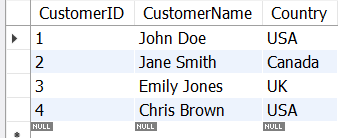 CustomerID CustomerName Country
1 John Doe USA
2 Jane Smith Canada
3 Emily Jones UK
4 Chris Brown USA
NULL NULL NULL